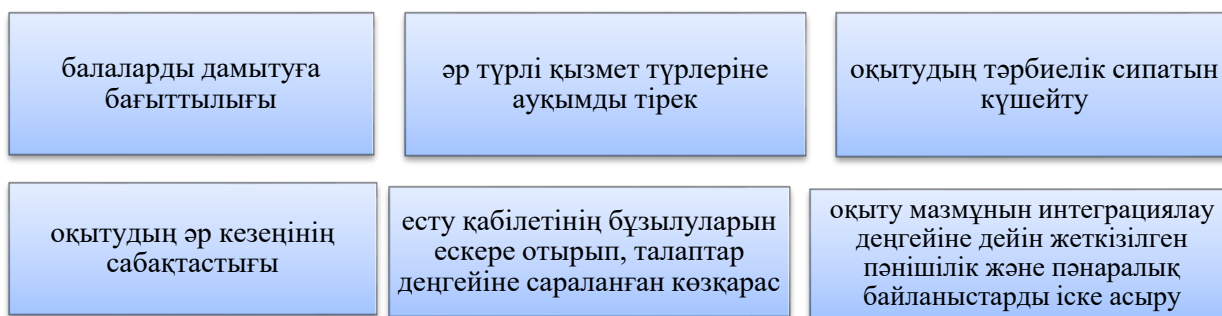 балаларды дамытуға
бағыттылығы
әр түрлі қызмет түрлеріне
ауқымды тірек
оқытудың тәрбиелік сипатын
күшейту
оқытудың әр кезеңінің
сабақтастығы
есту қабілетінің бұзылуларын
ескере отырып, талаптар
деңгейіне сараланған көзқарас
оқыту мазмұнын интеграциялау
деңгейіне дейін жеткізілген
пәнішілік және пәнаралық
байланыстарды іске асыру